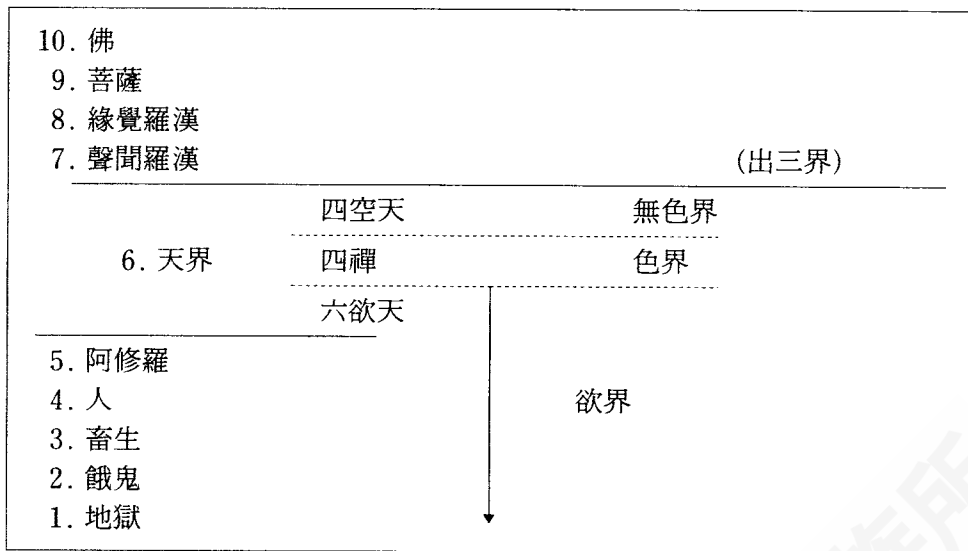 10. 佛
9. 菩薩
8. 緣覺羅漢
7. 聲聞羅漢 (出三界)
四空天 無色界
6. 天界 四禪 色界
六欲天
5. 阿修羅
4. 人 欲界
3. 畜生
2. 餓鬼
1. 地獄